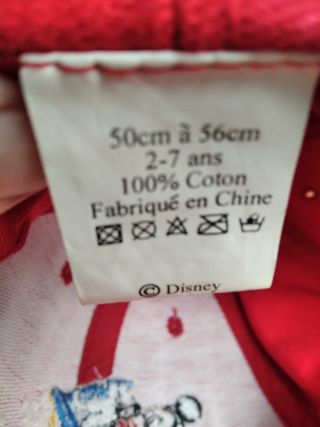 50cm à 56cm
2-7 ans
100% Coton
Fabriqué en Chine
© Disney